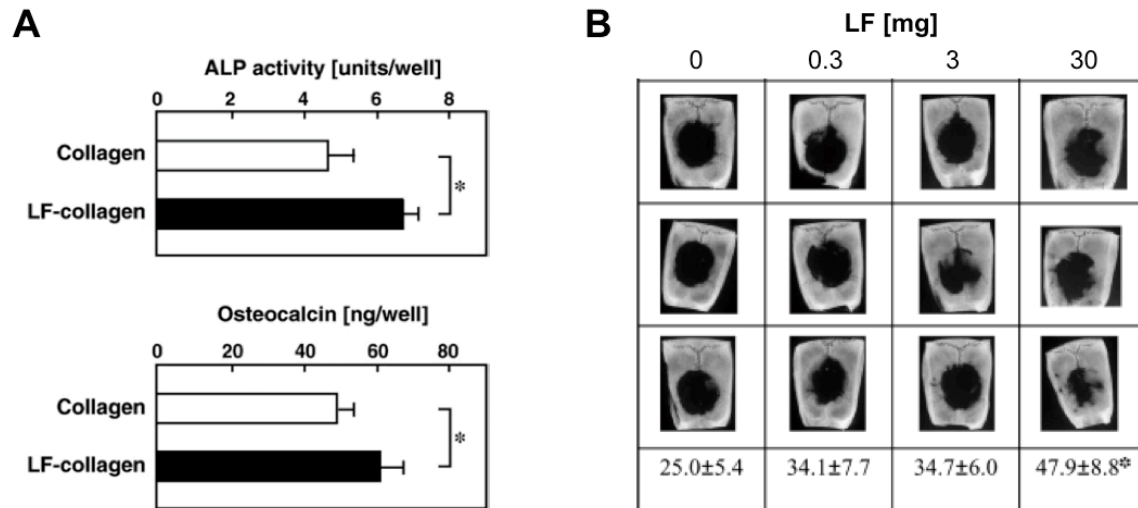 A
ALP activity [units/well]
0 2 4 6 8
Collagen
LF-collagen
*
Osteocalcin [ng/well]
0 20 40 60 80
Collagen
LF-collagen
*
B
LF [mg]
0 0.3 3 30
25.0±5.4 34.1±7.7 34.7±6.0 47.9±8.8*